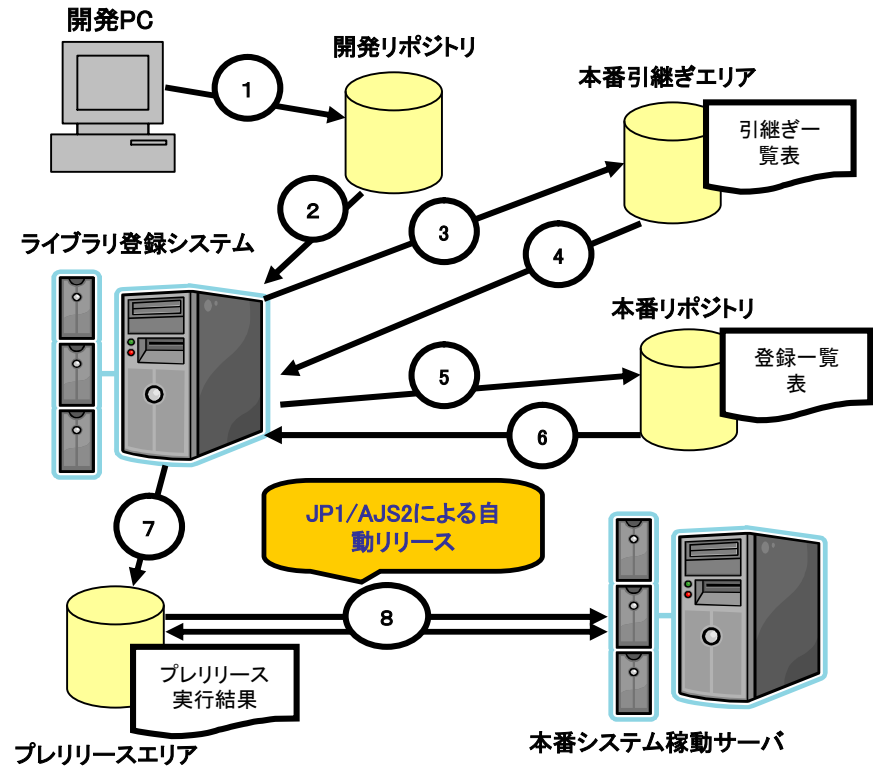 開発PC
開発リポジトリ
本番引継ぎエリア
引継ぎ一
覧表
1
2
3
4
ライブラリ登録システム
本番リポジトリ
登録一覧
表
5
6
7
JP1/AJS2による自
動リリース
8
プレリリース
実行結果
プレリリースエリア
本番システム稼動サーバ